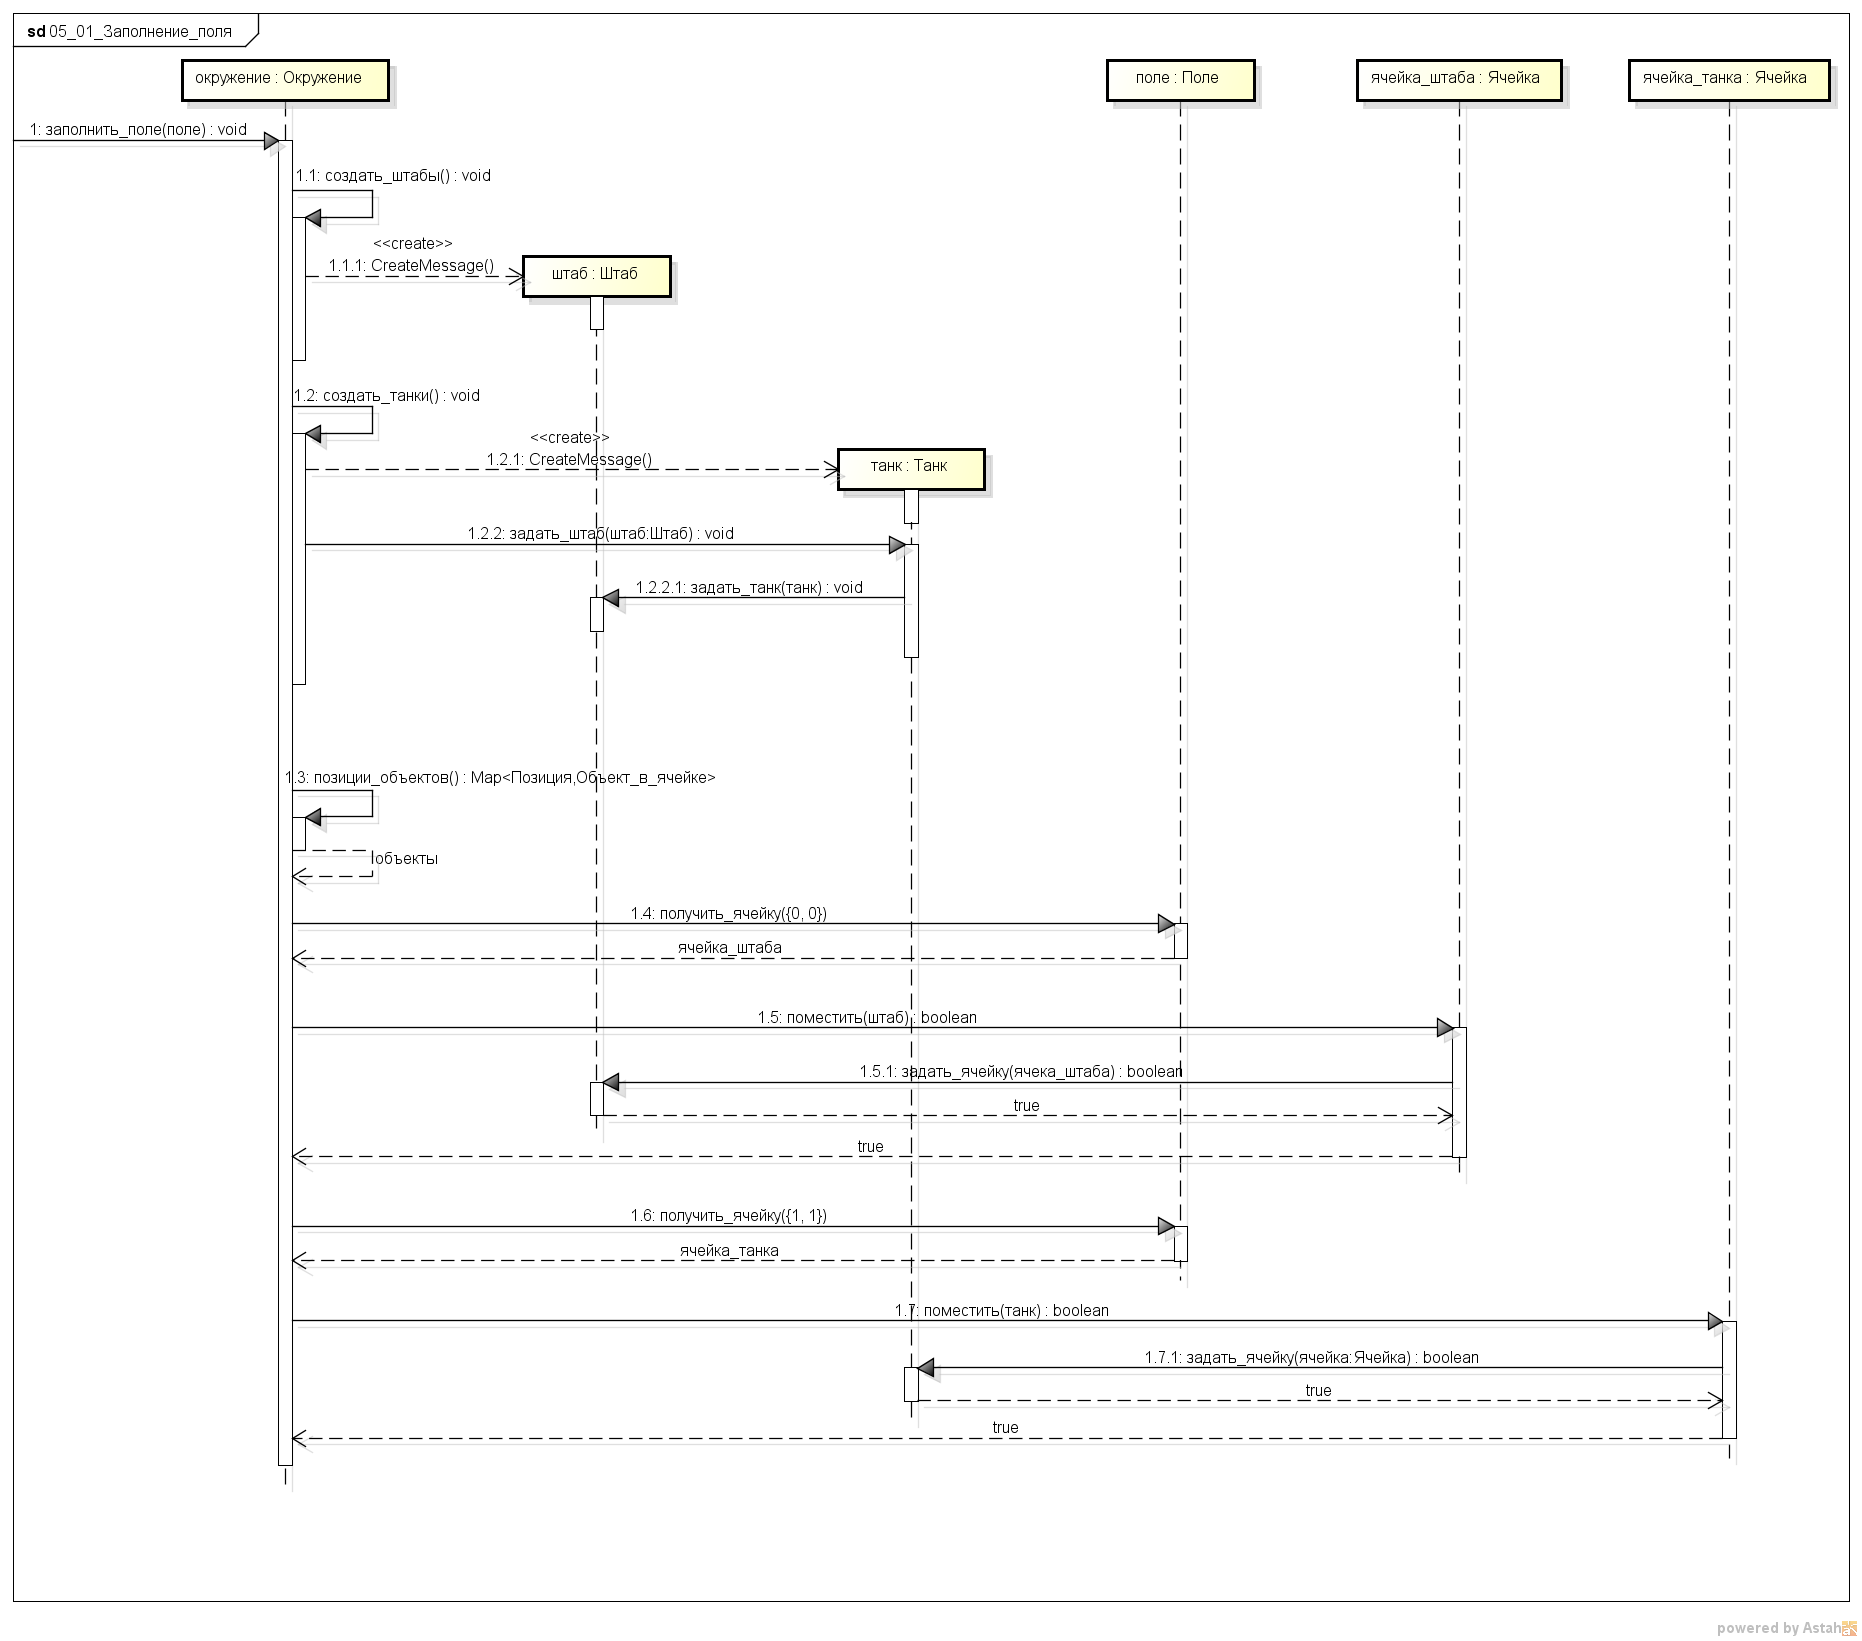 sd 05_01_Заполнение_поля
окружение : Окружение
поле : Поле
ячейка_штаба : Ячейка
ячейка_танка : Ячейка
1: заполнить_поле(поле) : void
1.1: создать_штабы() : void
<<create>>
1.1.1: CreateMessage()
штаб : Штаб
1.2: создать_танки() : void
<<create>>
1.2.1: CreateMessage()
танк : Танк
1.2.2: задать_штаб(штаб:Штаб) : void
1.2.2.1: задать_танк(танк) : void
1.3: позиции_объектов() : Map<Позиция,Объект_в_ячейке>
объекты
1.4: получить_ячейку({0, 0})
ячейка_штаба
1.5: поместить(штаб) : boolean
1.5.1: задать_ячейку(ячека_штаба) : boolean
true
true
1.6: получить_ячейку({1, 1})
ячейка_танка
1.7: поместить(танк) : boolean
1.7.1: задать_ячейку(ячейка:Ячейка) : boolean
true
true
powered by Astah